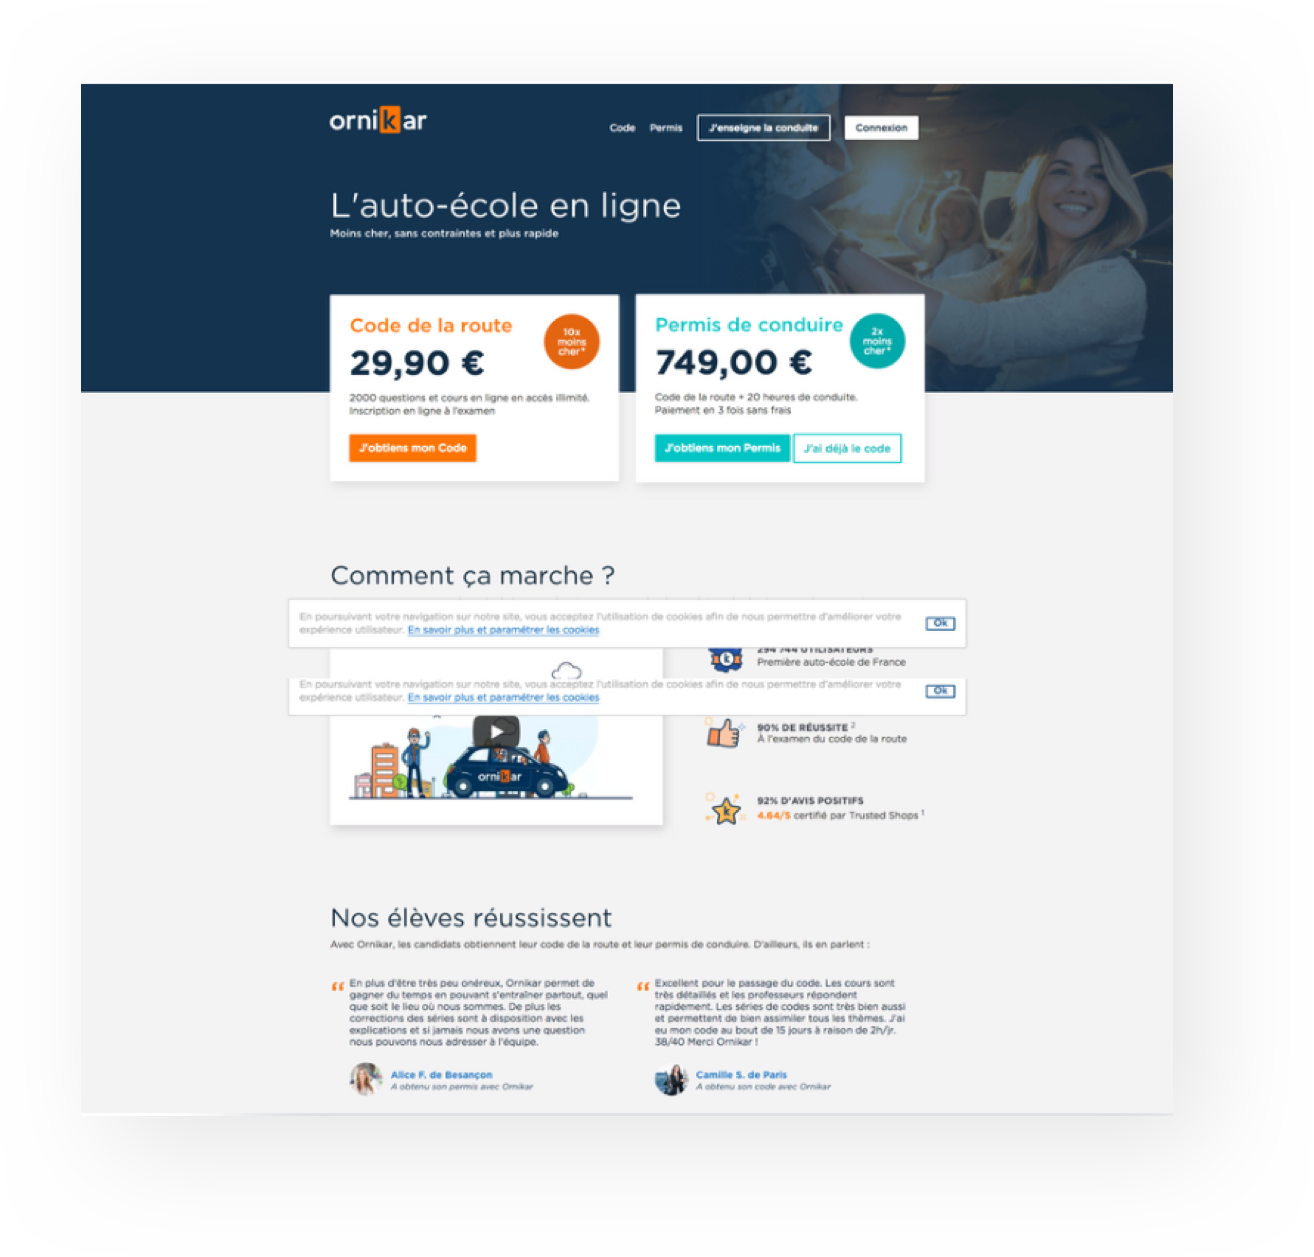 ornikar
Code Permis J'enseigne la conduite Connexion
L'auto-école en ligne
Moins cher, sans contraintes et plus rapide
Code de la route
10x
moins
cher*
29,90 €
2000 questions et cours en ligne en accès illimité.
Inscription en ligne à l'examen
J'obtiens mon Code
Permis de conduire
2x
moins
cher*
749,00 €
Code de la route + 20 heures de conduite.
Paiement en 3 fois sans frais
J'obtiens mon Permis J'ai déjà le code
Comment ça marche ?
En poursuivant votre navigation sur notre site, vous acceptez l'utilisation de cookies afin de nous permettre d'améliorer votre
expérience utilisateur. En savoir plus et paramétrer les cookies
Ok
294 744 UTILISATEURS
Première auto-école de France
En poursuivant votre navigation sur notre site, vous acceptez l'utilisation de cookies afin de nous permettre d'améliorer votre
expérience utilisateur. En savoir plus et paramétrer les cookies
Ok
ornikar
90% DE RÉUSSITE 2
À l'examen du code de la route
92% D'AVIS POSITIFS
4.64/5 certifié par Trusted Shops 1
Nos élèves réussissent
Avec Ornikar, les candidats obtiennent leur code de la route et leur permis de conduire. D'ailleurs, ils en parlent :
“ En plus d'être très peu onéreux, Ornikar permet de
gagner du temps en pouvant s'entraîner partout, quel
que soit le lieu où nous sommes. De plus les
corrections des séries sont à disposition avec les
explications et si jamais nous avons une question
nous pouvons nous adresser à l'équipe.
Alice F. de Besançon
A obtenu son permis avec Ornikar
“ Excellent pour le passage du code. Les cours sont
très détaillés et les professeurs répondent
rapidement. Les séries de codes sont très bien aussi
et permettent de bien assimiler tous les thèmes. J'ai
eu mon code au bout de 15 jours à raison de 2h/jr.
38/40 Merci Ornikar !
Camille S. de Paris
A obtenu son code avec Ornikar